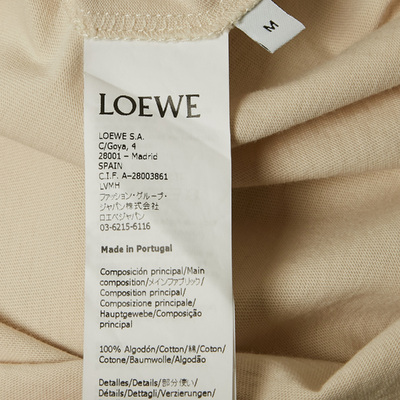 M
LOEWE
LOEWE S.A.
C/Goya, 4
28001 – Madrid
SPAIN
C.I.F. A-28003861
LVMH
ファッション・グループ・
ジャパン株式会社
ロエベジャパン
03-6215-6116
Made in Portugal
Composición principal/Main
composition/メインファブリック/
Composition principal/
Composizione principale/
Hauptgewebe/Composição
principal
100% Algodón/Cotton/綿/Coton/
Cotone/Baumwolle/Algodão
Detalles/Details/部分使い/
Détails/Dettagli/Verzierungen/